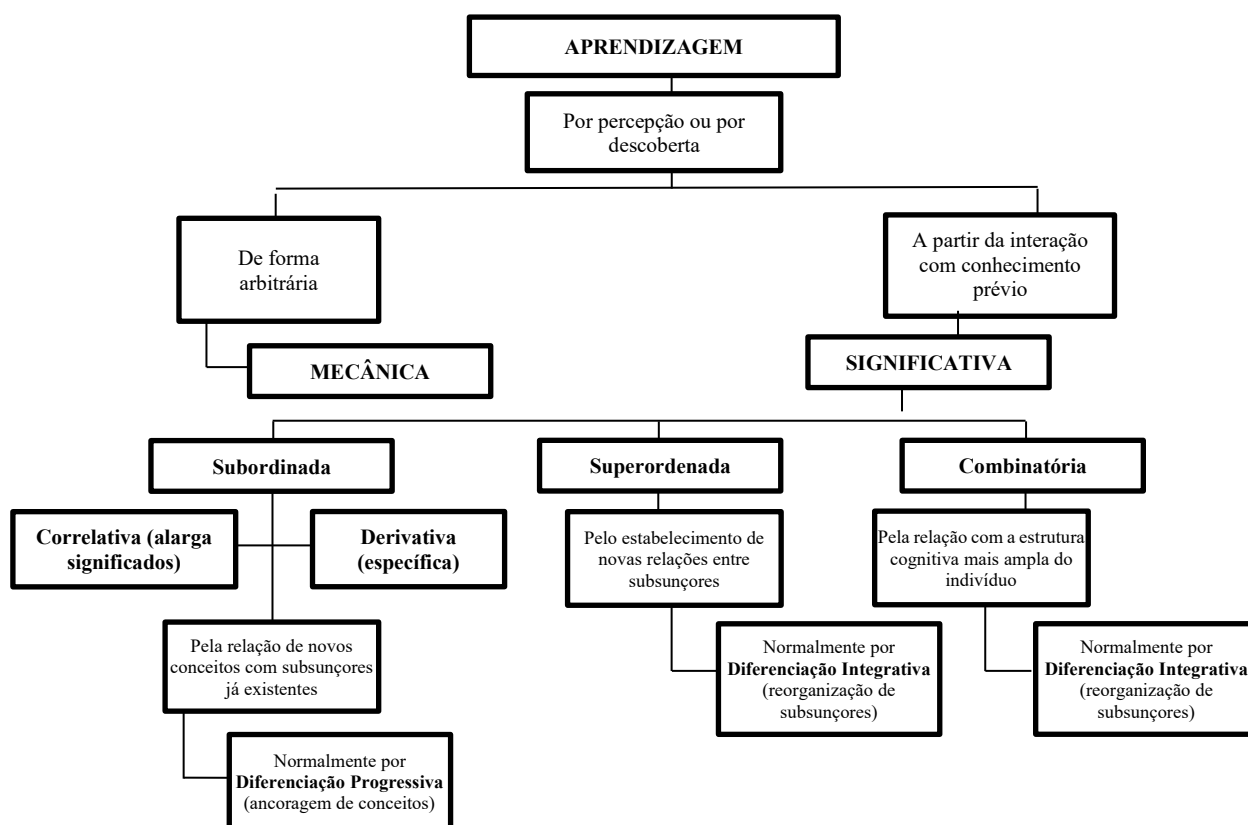 APRENDIZAGEM
Por percepção ou por
descoberta
De forma
arbitrária
A partir da interação
com conhecimento
prévio
MECÂNICA
SIGNIFICATIVA
Subordinada
Superordenada
Combinatória
Correlativa (alarga
significados)
Derivativa
(específica)
Pelo estabelecimento de
novas relações entre
subsunçores
Pela relação com a estrutura
cognitiva mais ampla do
indivíduo
Pela relação de novos
conceitos com subsunçores
já existentes
Normalmente por
Diferenciação Integrativa
(reorganização de
subsunçores)
Normalmente por
Diferenciação Integrativa
(reorganização de
subsunçores)
Normalmente por
Diferenciação Progressiva
(ancoragem de conceitos)